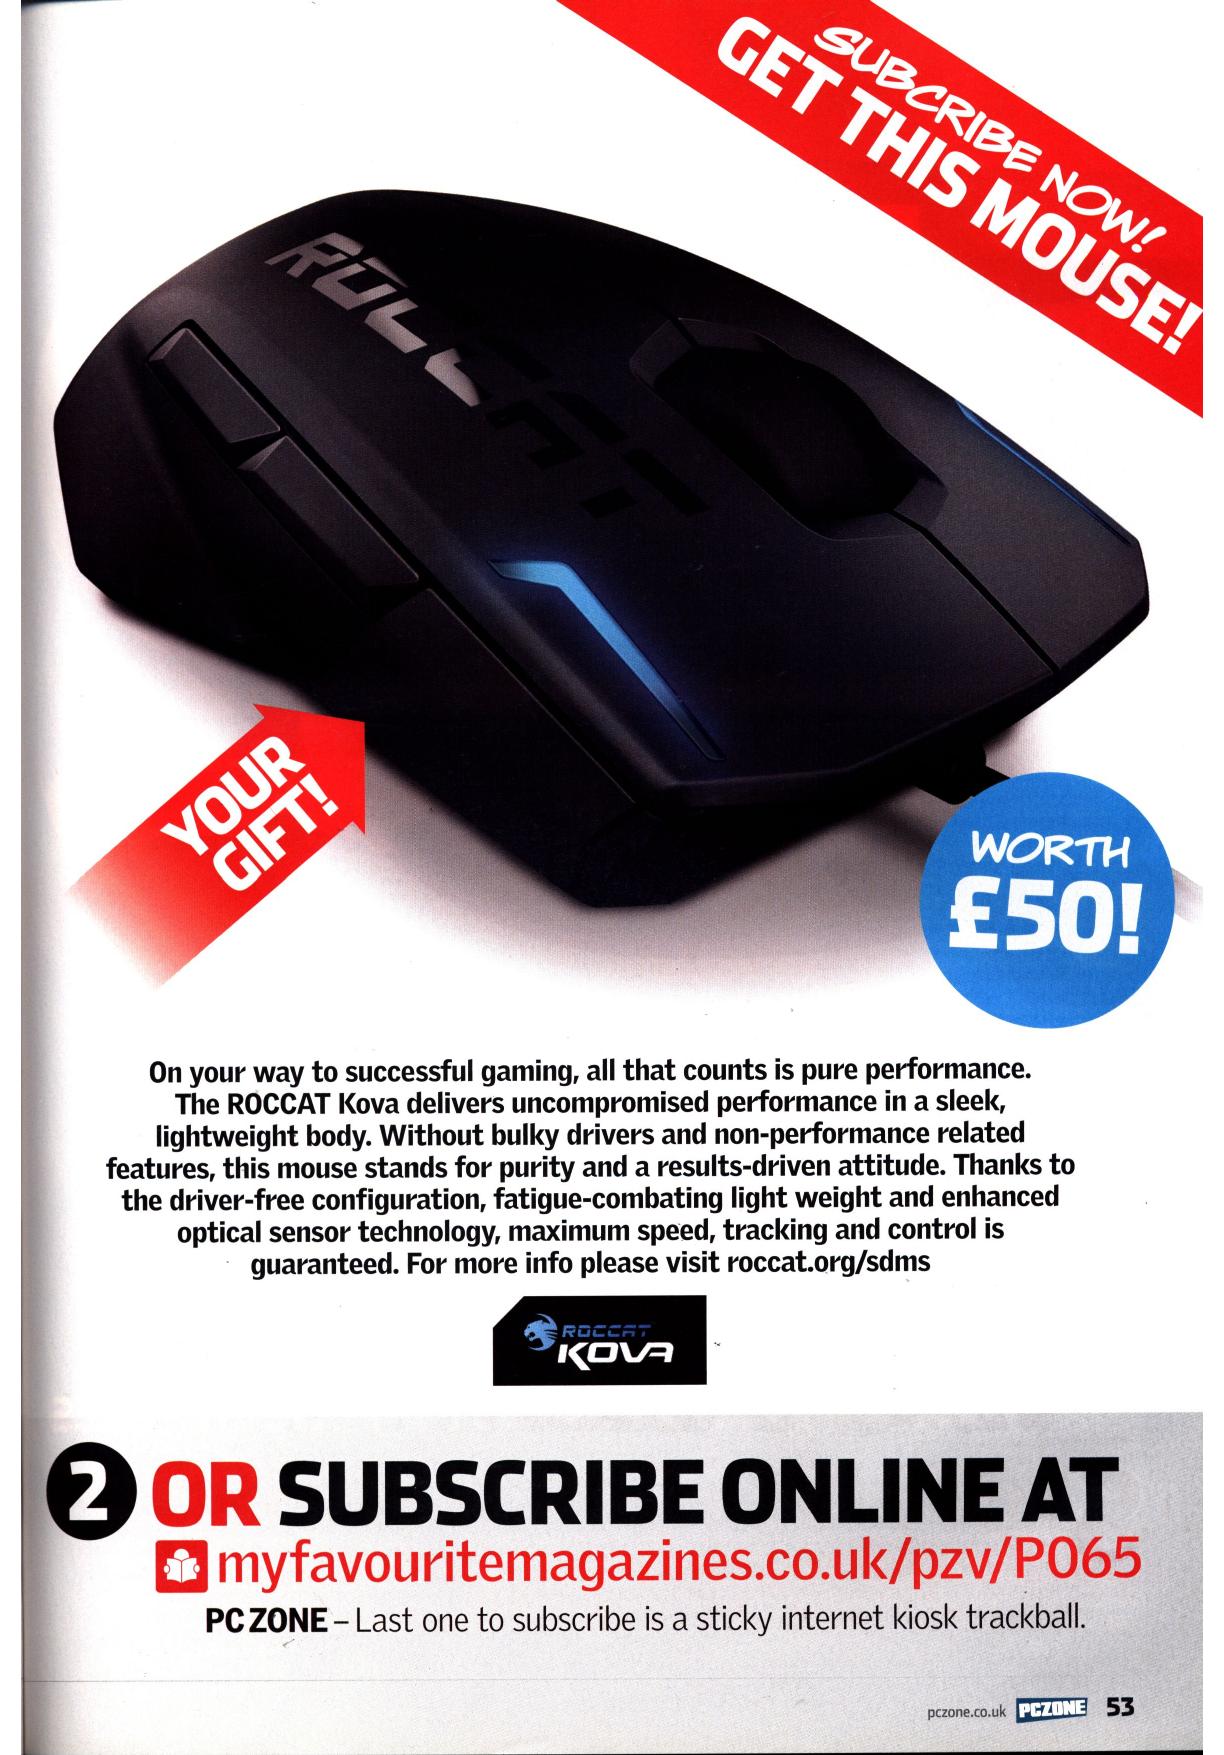 SUBCRIBE NOW!
GET THIS MOUSE!
ROCCAT
YOUR
GIFT!
WORTH
£50!
On your way to successful gaming, all that counts is pure performance.
The ROCCAT Kova delivers uncompromised performance in a sleek,
lightweight body. Without bulky drivers and non-performance related
features, this mouse stands for purity and a results-driven attitude. Thanks to
the driver-free configuration, fatigue-combating light weight and enhanced
optical sensor technology, maximum speed, tracking and control is
guaranteed. For more info please visit roccat.org/sdms
ROCCAT
KOVA
2 OR SUBSCRIBE ONLINE AT
myfavouritemagazines.co.uk/pzv/P065
PC ZONE – Last one to subscribe is a sticky internet kiosk trackball.
pczone.co.uk PCZONE 53